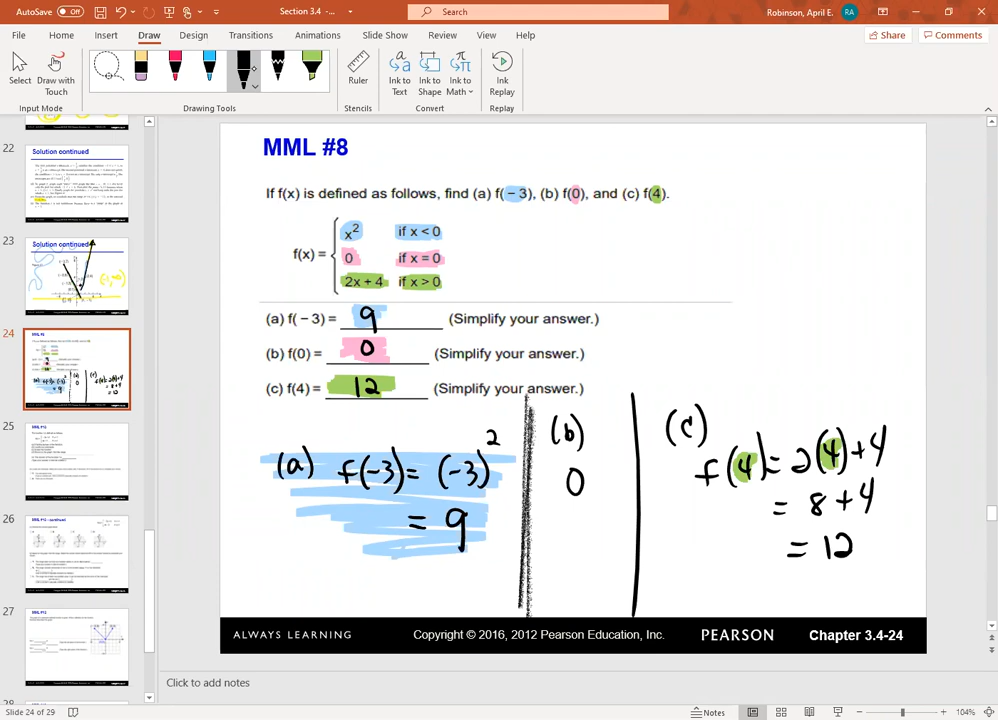 AutoSave Off
Section 3.4 -...
Search
Robinson, April E. RA
File Home Insert Draw Design Transitions Animations Slide Show Review View Help
Share Comments
Select
Draw with Touch
Ruler
Ink to Text
Ink to Shape
Ink to Math
Ink Replay
Input Mode Drawing Tools Stencils Convert Replay
22
Solution continued
23
Solution continued
24
25
26
27
28
MML #8
If f(x) is defined as follows, find (a) f(−3), (b) f(0), and (c) f(4).
x² if x < 0
f(x) = 0 if x = 0
2x + 4 if x > 0
(a) f(−3) = 9 (Simplify your answer.)
(b) f(0) = 0 (Simplify your answer.)
(c) f(4) = 12 (Simplify your answer.)
(a) f(-3) = (-3)²
= 9
(b)
0
(c)
f(4) = 2(4)+4
= 8+4
= 12
ALWAYS LEARNING Copyright © 2016, 2012 Pearson Education, Inc. PEARSON Chapter 3.4-24
Click to add notes
Slide 24 of 29
Notes
104%